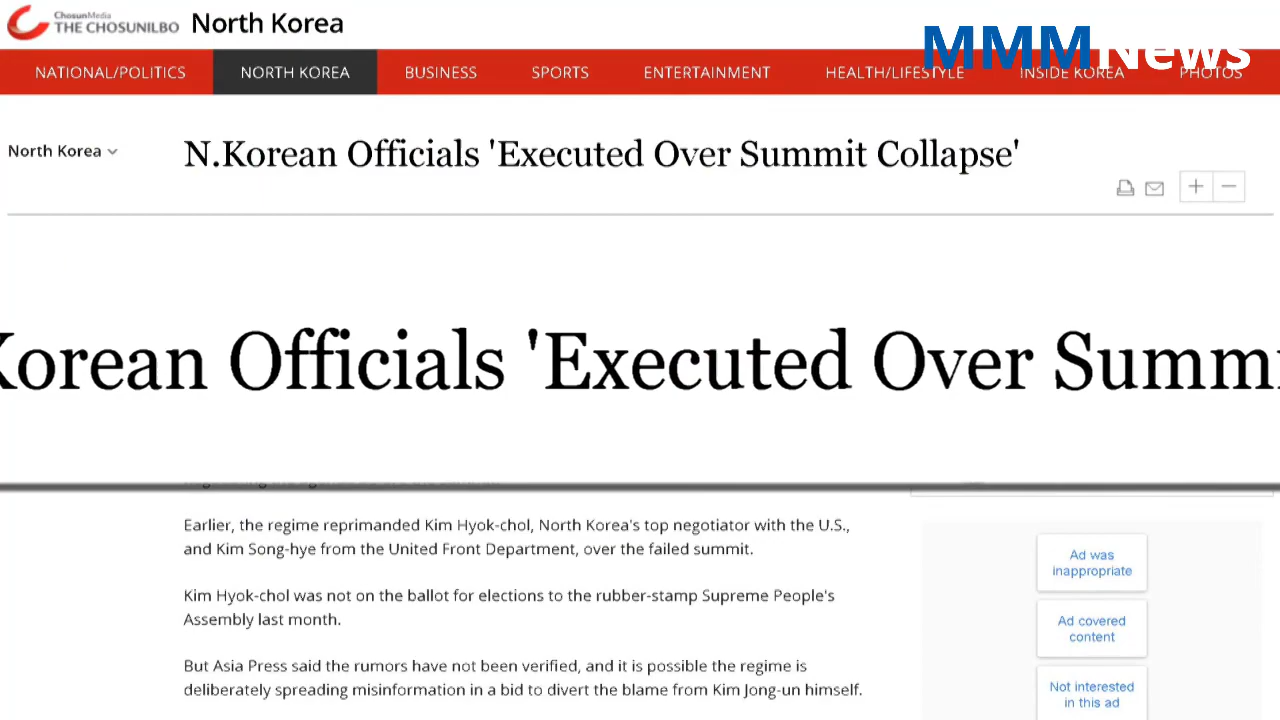 ChosunMedia
THE CHOSUNILBO
North Korea
MMMNews
NATIONAL/POLITICS NORTH KOREA BUSINESS SPORTS ENTERTAINMENT HEALTH/LIFESTYLE INSIDE KOREA PHOTOS
North Korea
N.Korean Officials 'Executed Over Summit Collapse'
Korean Officials 'Executed Over Summi
Earlier, the regime reprimanded Kim Hyok-chol, North Korea's top negotiator with the U.S.,
and Kim Song-hye from the United Front Department, over the failed summit.
Kim Hyok-chol was not on the ballot for elections to the rubber-stamp Supreme People's
Assembly last month.
But Asia Press said the rumors have not been verified, and it is possible the regime is
deliberately spreading misinformation in a bid to divert the blame from Kim Jong-un himself.
Ad was
inappropriate
Ad covered
content
Not interested
in this ad